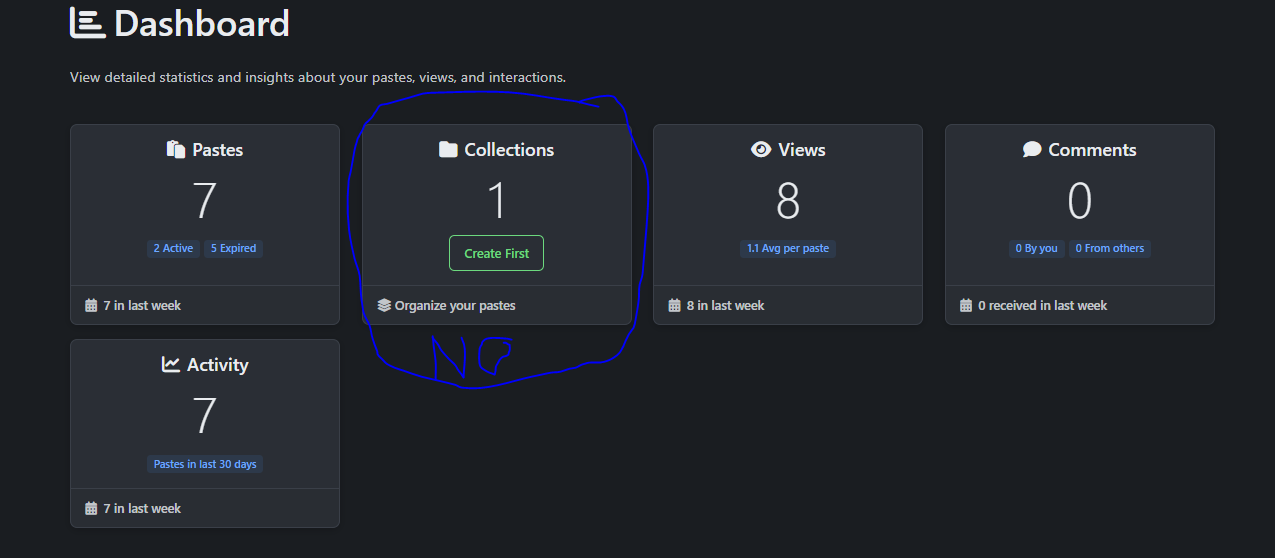 Dashboard
View detailed statistics and insights about your pastes, views, and interactions.
Pastes
7
2 Active 5 Expired
7 in last week
Collections
1
Create First
Organize your pastes
Views
8
1.1 Avg per paste
8 in last week
Comments
0
0 By you 0 From others
0 received in last week
Activity
7
Pastes in last 30 days
7 in last week